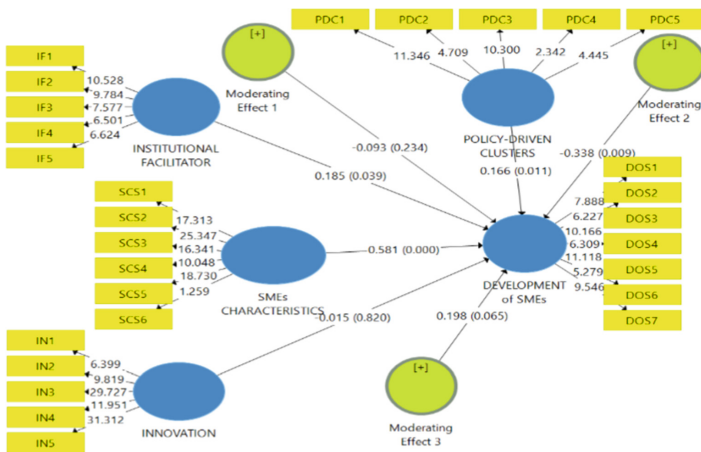 PDC1
PDC2
PDC3
PDC4
PDC5
11.346
4.709
10.300
2.342
4.445
[+]
Moderating
Effect 1
[+]
Moderating
Effect 2
POLICY-DRIVEN
CLUSTERS
IF1
IF2
IF3
IF4
IF5
10.528
9.784
7.577
6.501
6.624
INSTITUTIONAL
FACILITATOR
-0.093 (0.234)
-0.338 (0.009)
0.166 (0.011)
0.185 (0.039)
SCS1
SCS2
SCS3
SCS4
SCS5
SCS6
17.313
25.347
16.341
10.048
18.730
1.259
SMEs
CHARACTERISTICS
0.581 (0.000)
DOS1
DOS2
DOS3
DOS4
DOS5
DOS6
DOS7
7.888
6.227
10.166
6.309
11.118
5.279
9.546
DEVELOPMENT
of SMEs
-0.015 (0.820)
0.198 (0.065)
IN1
IN2
IN3
IN4
IN5
6.399
9.819
29.727
11.951
31.312
INNOVATION
[+]
Moderating
Effect 3